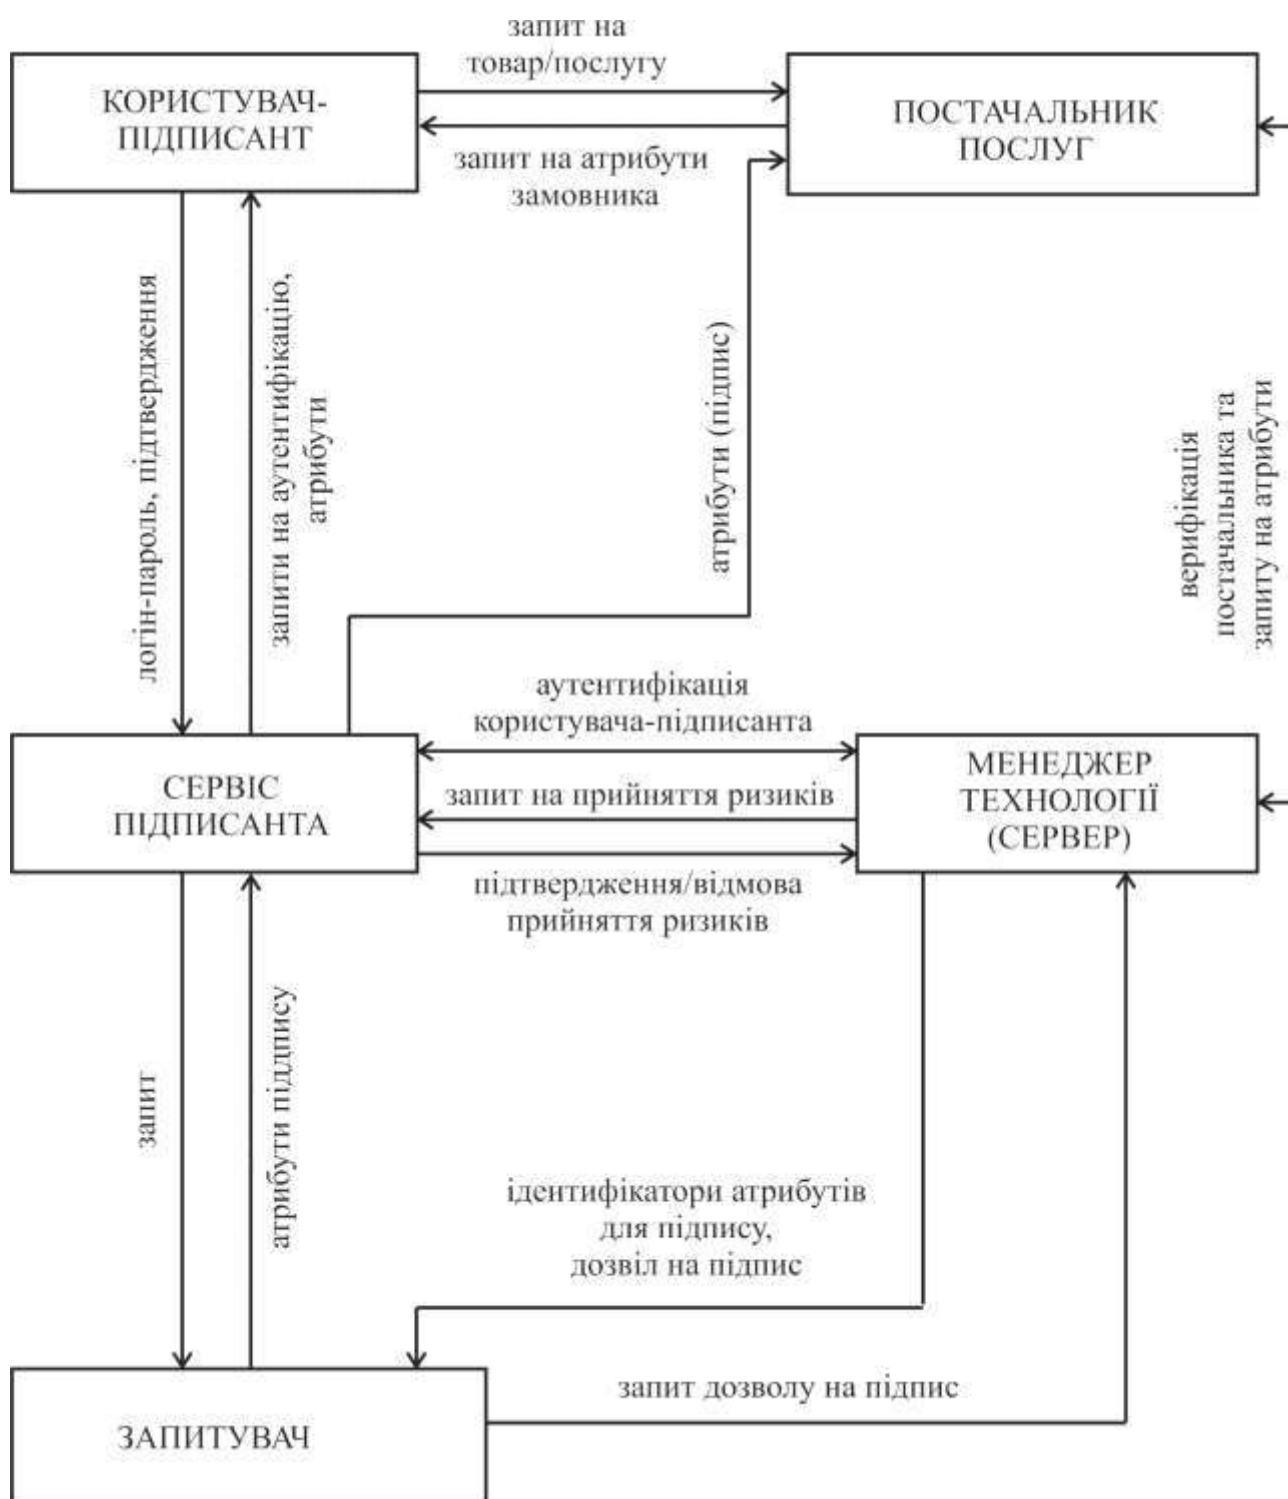 запит на
товар/послугу
КОРИСТУВАЧ-
ПІДПИСАНТ
ПОСТАЧАЛЬНИК
ПОСЛУГ
запит на атрибути
замовника
логін-пароль, підтвердження
запити на аутентифікацію,
атрибути
атрибути (підпис)
верифікація
постачальника та
запиту на атрибути
аутентифікація
користувача-підписанта
СЕРВІС
ПІДПИСАНТА
запит на прийняття ризиків
МЕНЕДЖЕР
ТЕХНОЛОГІЇ
(СЕРВЕР)
підтвердження/відмова
прийняття ризиків
запит
атрибути піддпису
ідентифікатори атрибутів
для підпису,
дозвіл на підпис
запит дозволу на підпис
ЗАПИТУВАЧ